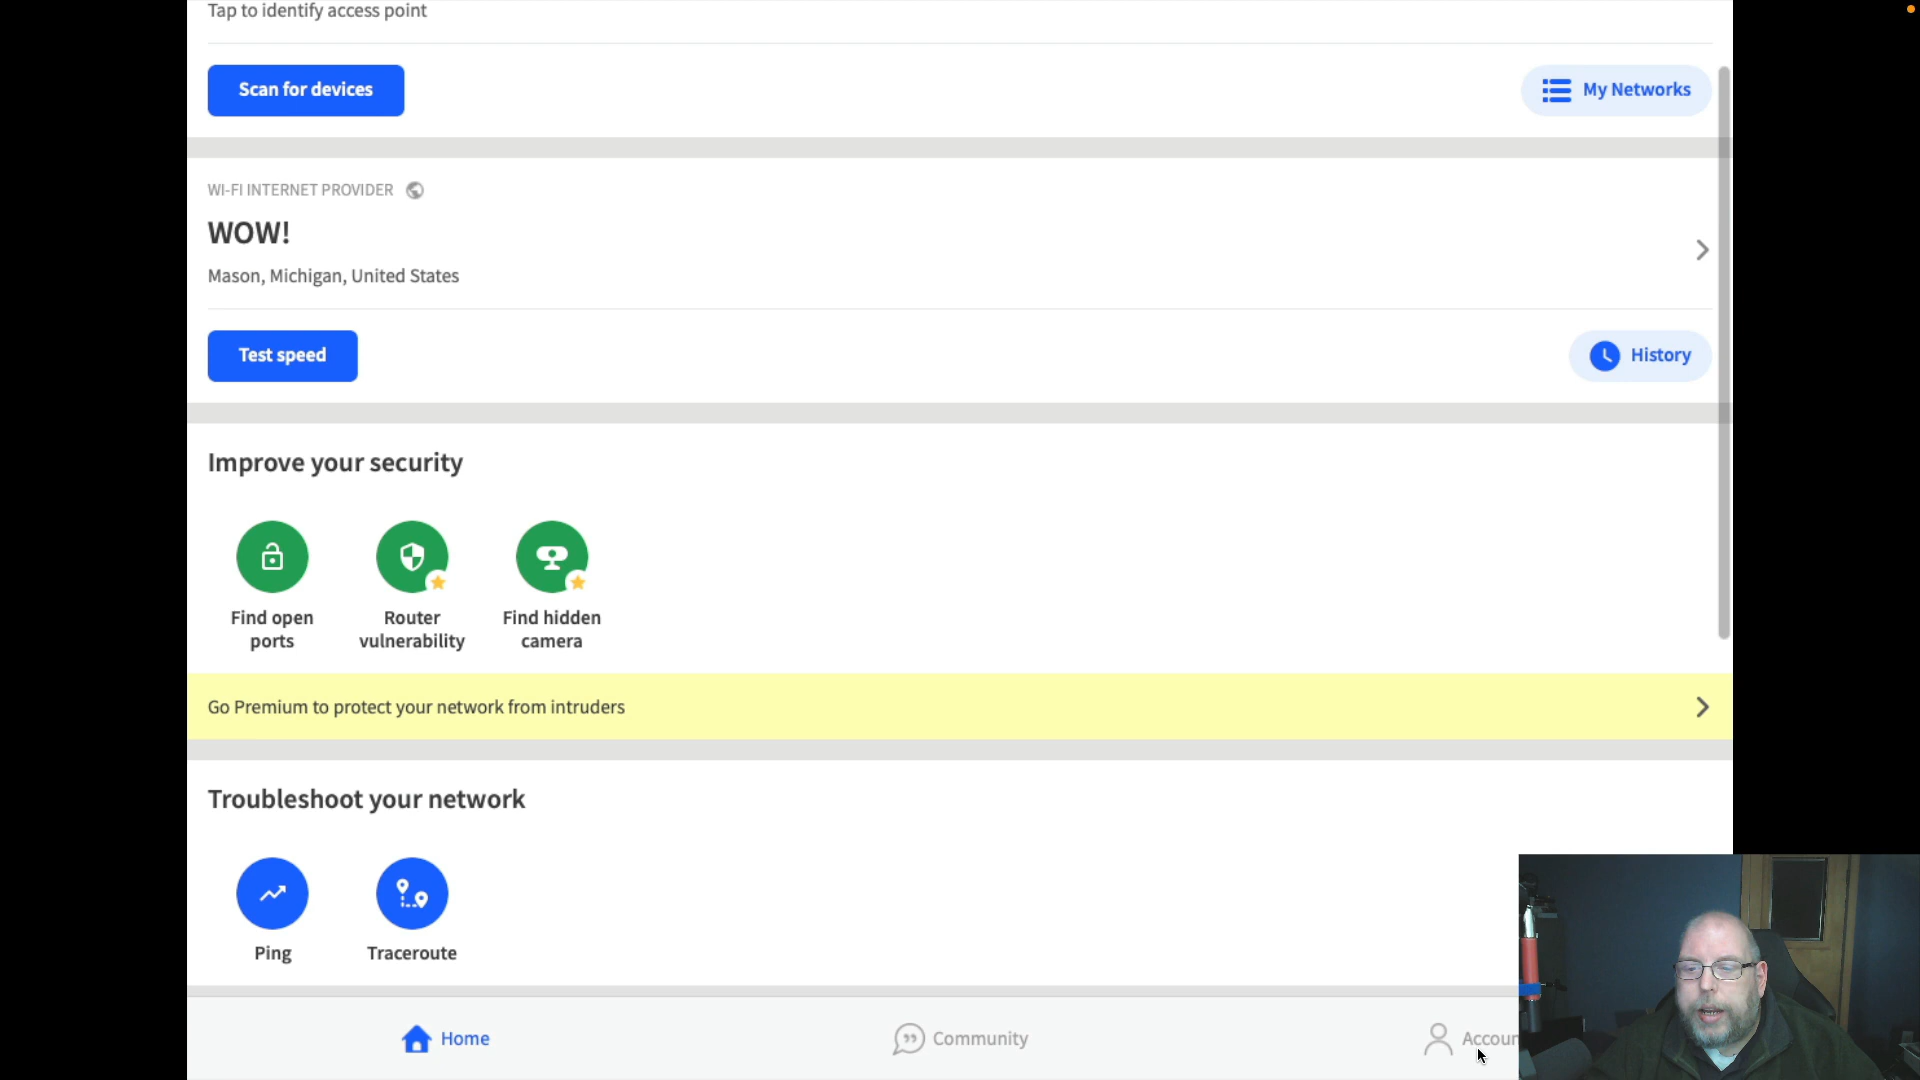 Tap to identify access point
Scan for devices
My Networks
WI-FI INTERNET PROVIDER
WOW!
Mason, Michigan, United States
Test speed
History
Improve your security
Find open
ports
Router
vulnerability
Find hidden
camera
Go Premium to protect your network from intruders
Troubleshoot your network
Ping
Traceroute
Home
Community
Accoun